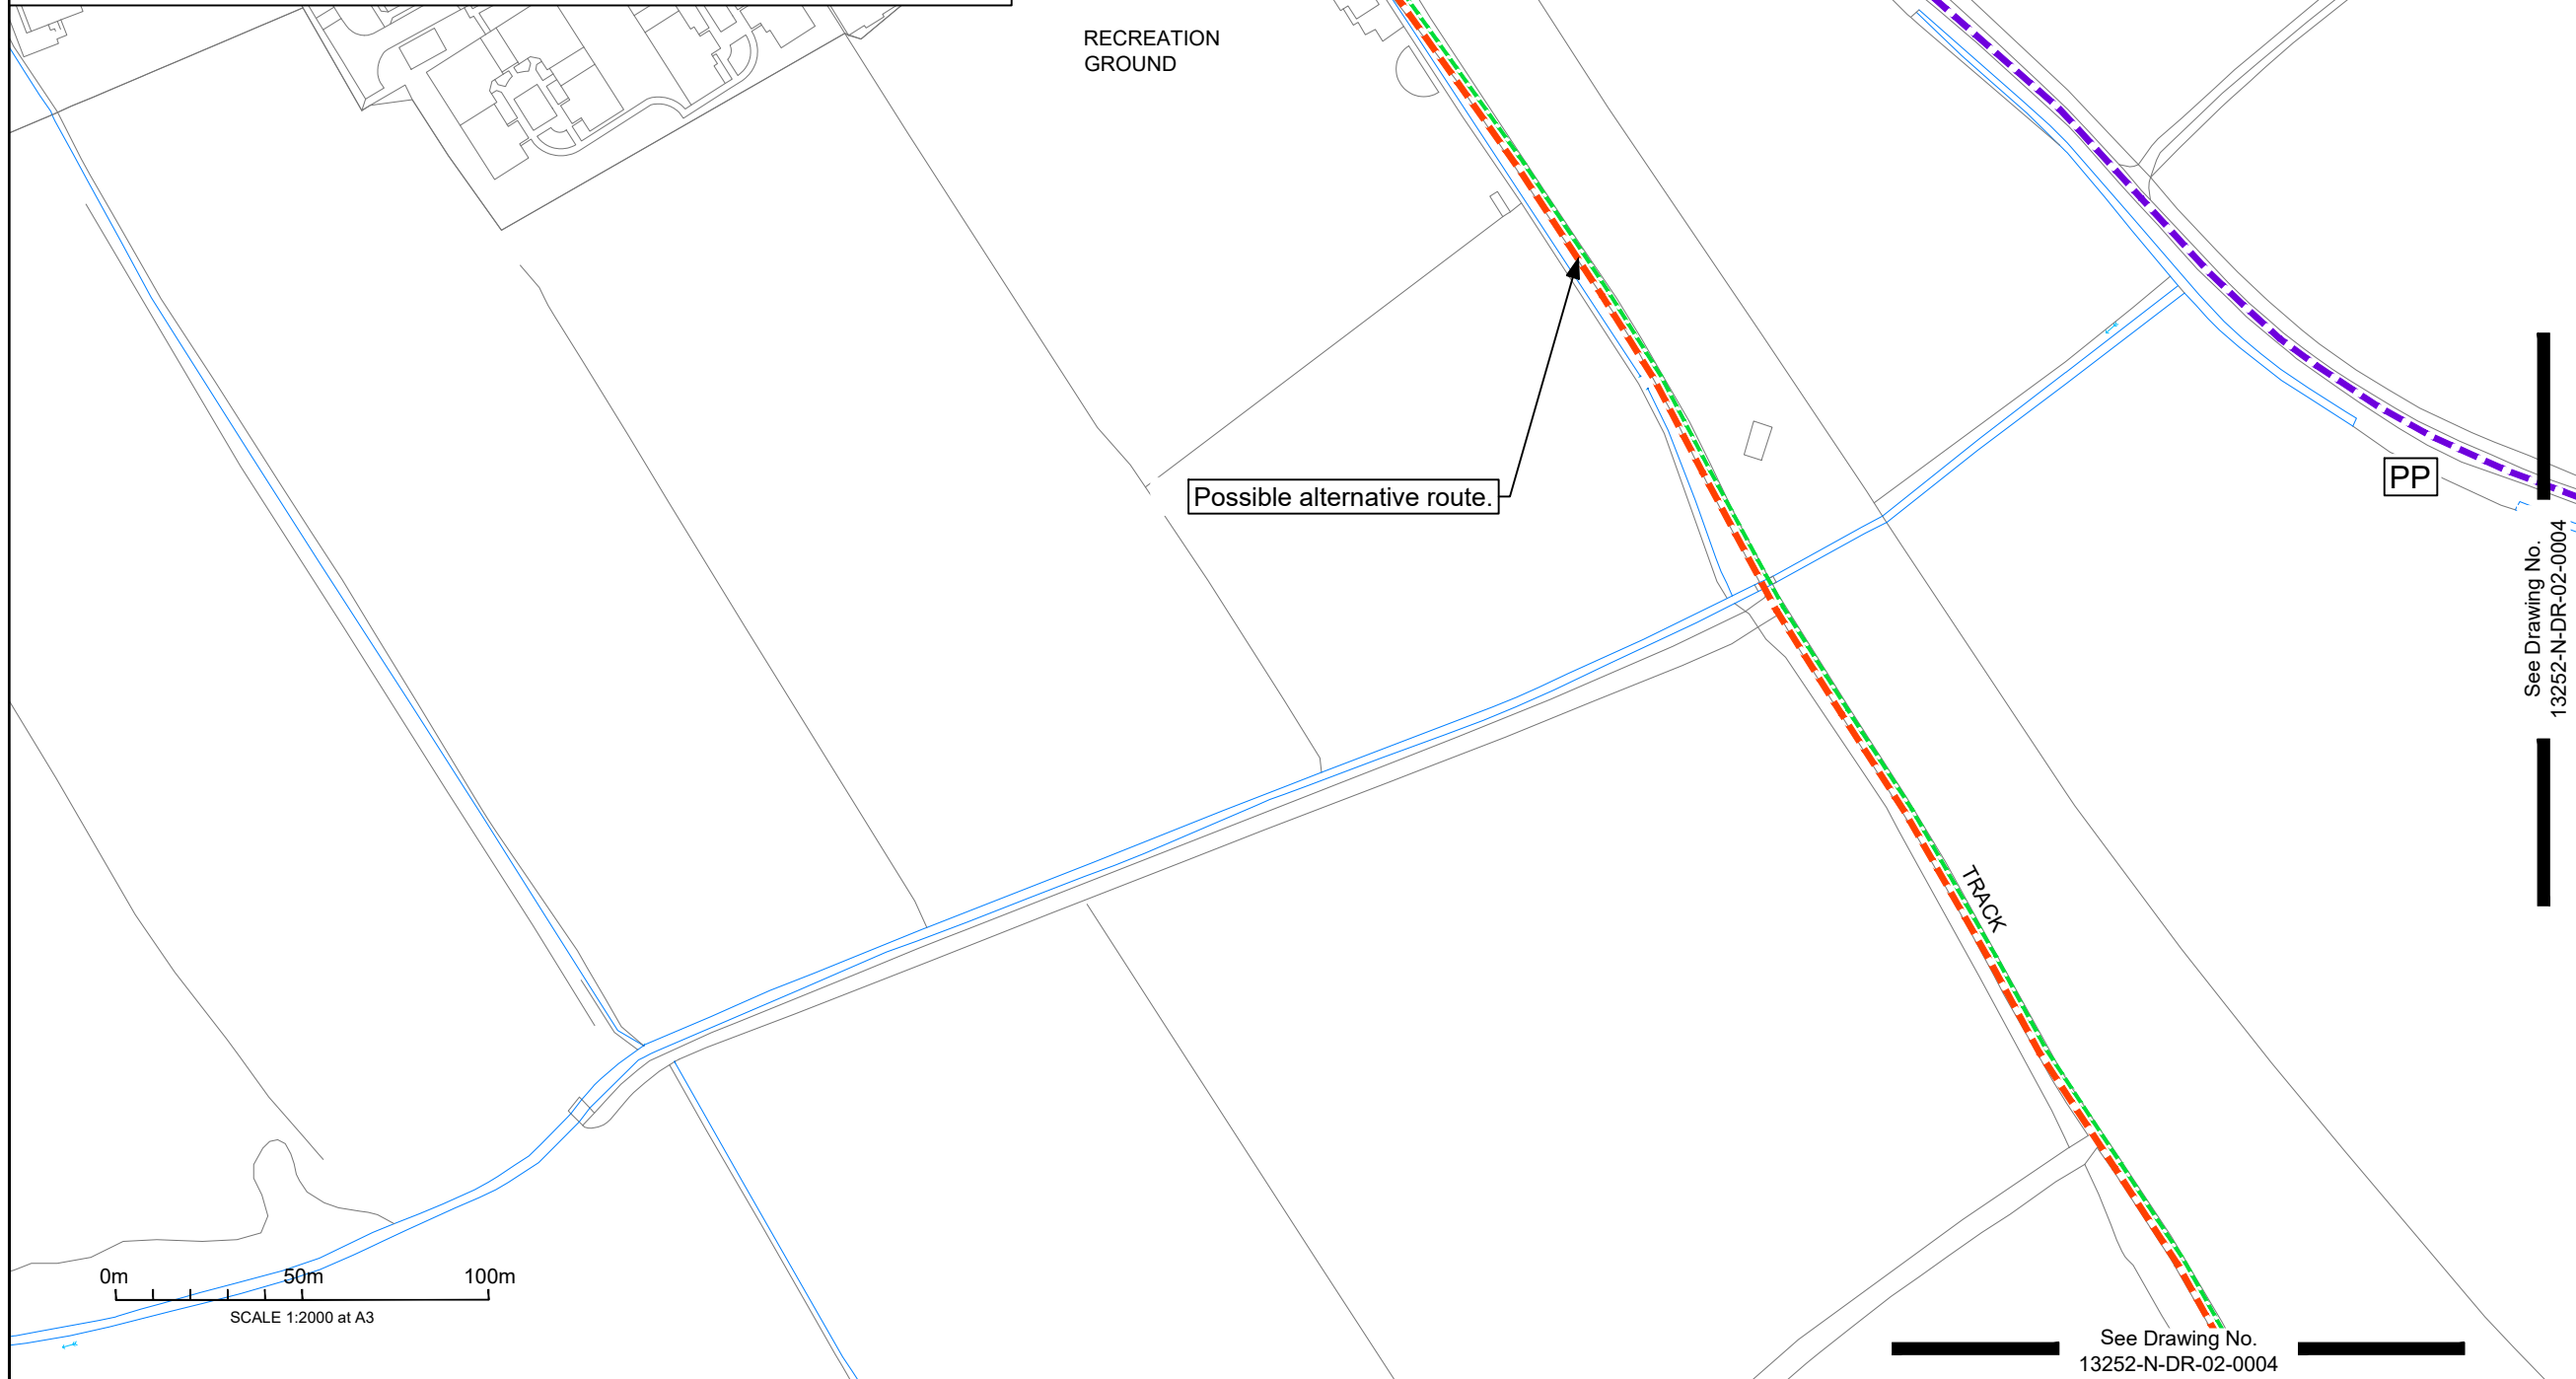 RECREATION
GROUND
Possible alternative route.
PP
See Drawing No.
13252-N-DR-02-0004
TRACK
0m 50m 100m
SCALE 1:2000 at A3
See Drawing No.
13252-N-DR-02-0004